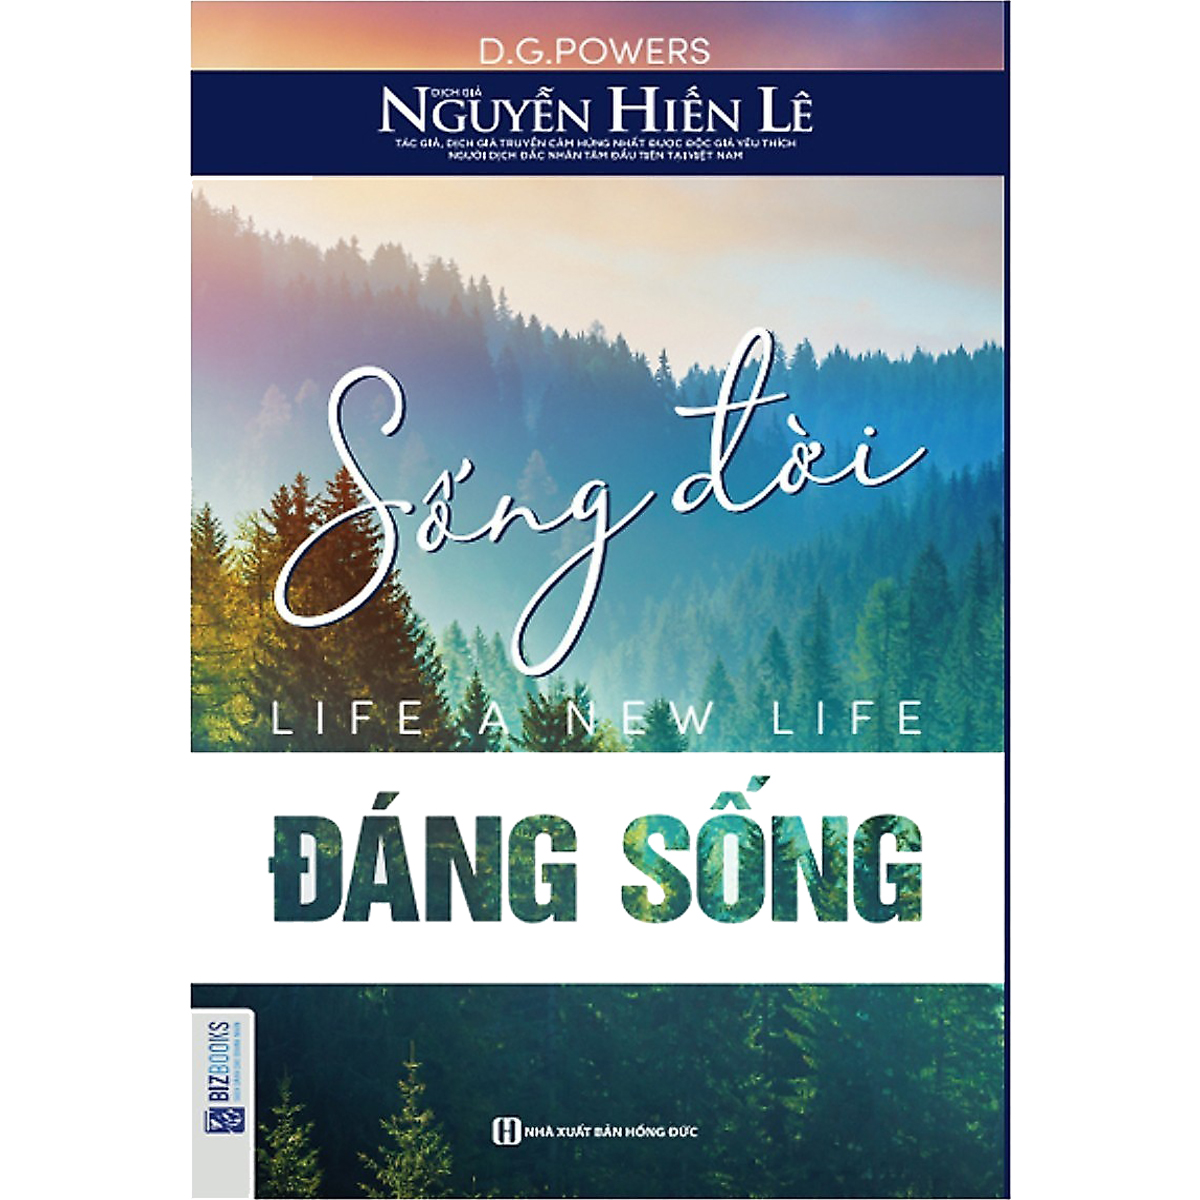 D.G.POWERS
DỊCH GIẢ
NGUYỄN HIẾN LÊ
TÁC GIẢ, DỊCH GIẢ TRUYỀN CẢM HỨNG NHẤT ĐƯỢC ĐỘC GIẢ YÊU THÍCH
NGƯỜI DỊCH ĐẮC NHÂN TÂM ĐẦU TIÊN TẠI VIỆT NAM
Sống đời
LIFE A NEW LIFE
ĐÁNG SỐNG
BIZBOOKS
NHÀ XUẤT BẢN HỒNG ĐỨC